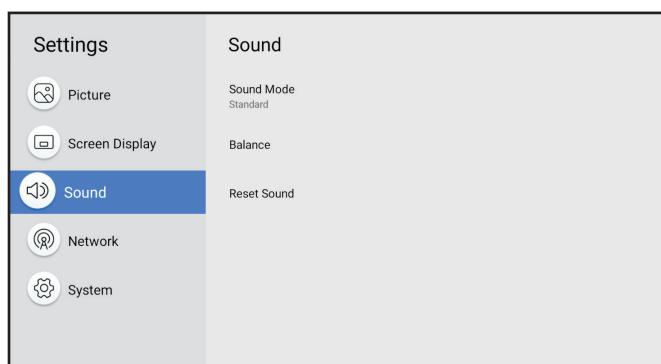 Settings
Picture
Screen Display
Sound
Network
System
Sound
Sound Mode
Standard
Balance
Reset Sound